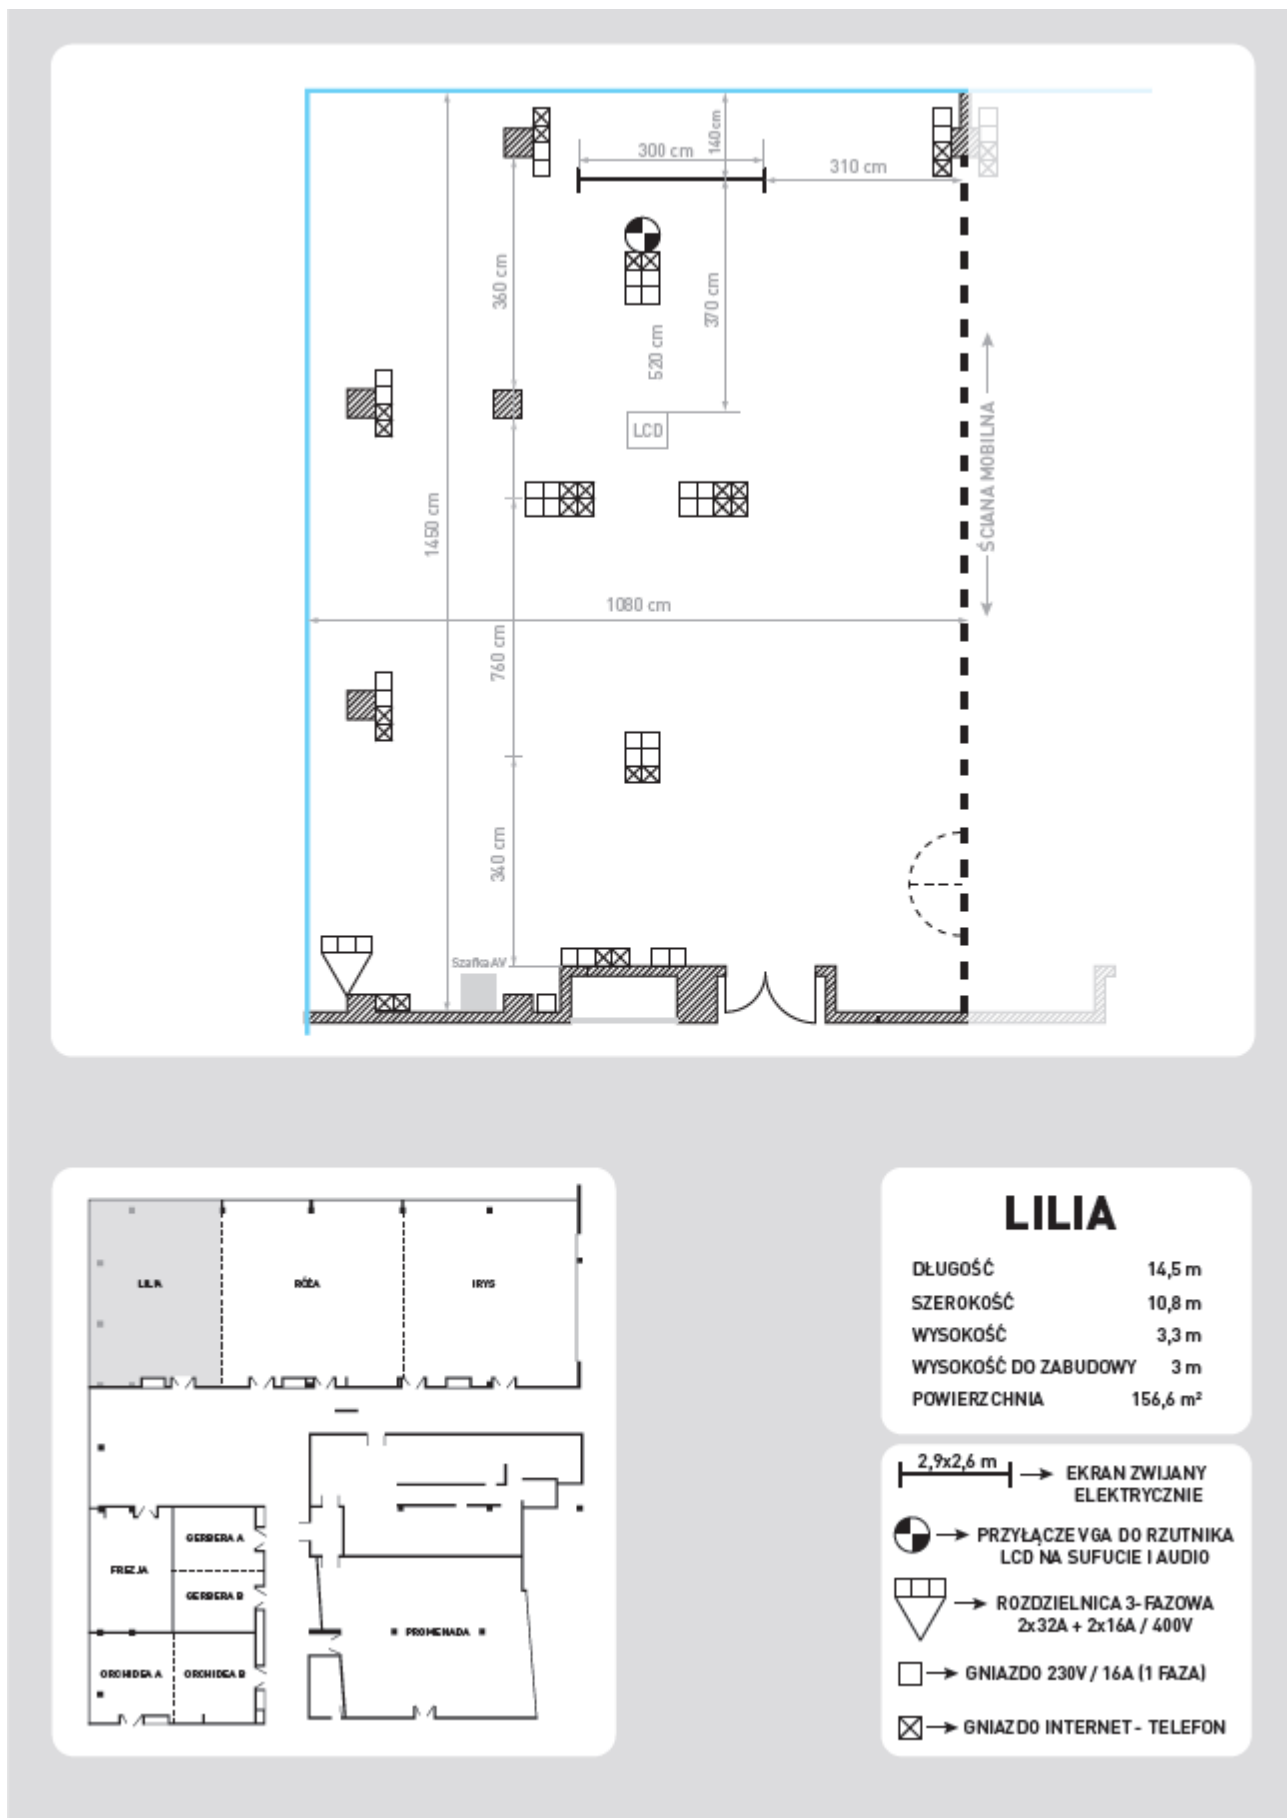 140cm
300 cm
310 cm
360 cm
370 cm
520 cm
LCD
ŚCIANA MOBILNA
1450 cm
1080 cm
760 cm
340 cm
Szafka AV
LILIA
RÓŻA
IRYS
GERBERA A
FREZJA
GERBERA B
PROMENADA
ORCHIDEA A
ORCHIDEA B
LILIA
DŁUGOŚĆ 14,5 m
SZEROKOŚĆ 10,8 m
WYSOKOŚĆ 3,3 m
WYSOKOŚĆ DO ZABUDOWY 3 m
POWIERZCHNIA 156,6 m²
2,9x2,6 m
EKRAN ZWIJANY
ELEKTRYCZNIE
PRZYŁĄCZE VGA DO RZUTNIKA
LCD NA SUFUCIE I AUDIO
ROZDZIELNICA 3-FAZOWA
2x32A + 2x16A / 400V
GNIAZDO 230V / 16A (1 FAZA)
GNIAZDO INTERNET - TELEFON